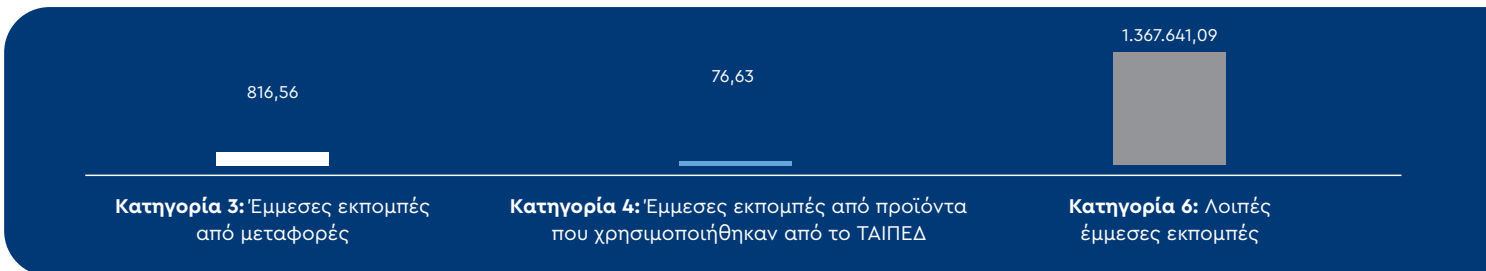 816,56
76,63
1.367.641,09
Κατηγορία 3: Έμμεσες εκπομπές
από μεταφορές
Κατηγορία 4: Έμμεσες εκπομπές από προϊόντα
που χρησιμοποιήθηκαν από το ΤΑΙΠΕΔ
Κατηγορία 6: Λοιπές
έμμεσες εκπομπές